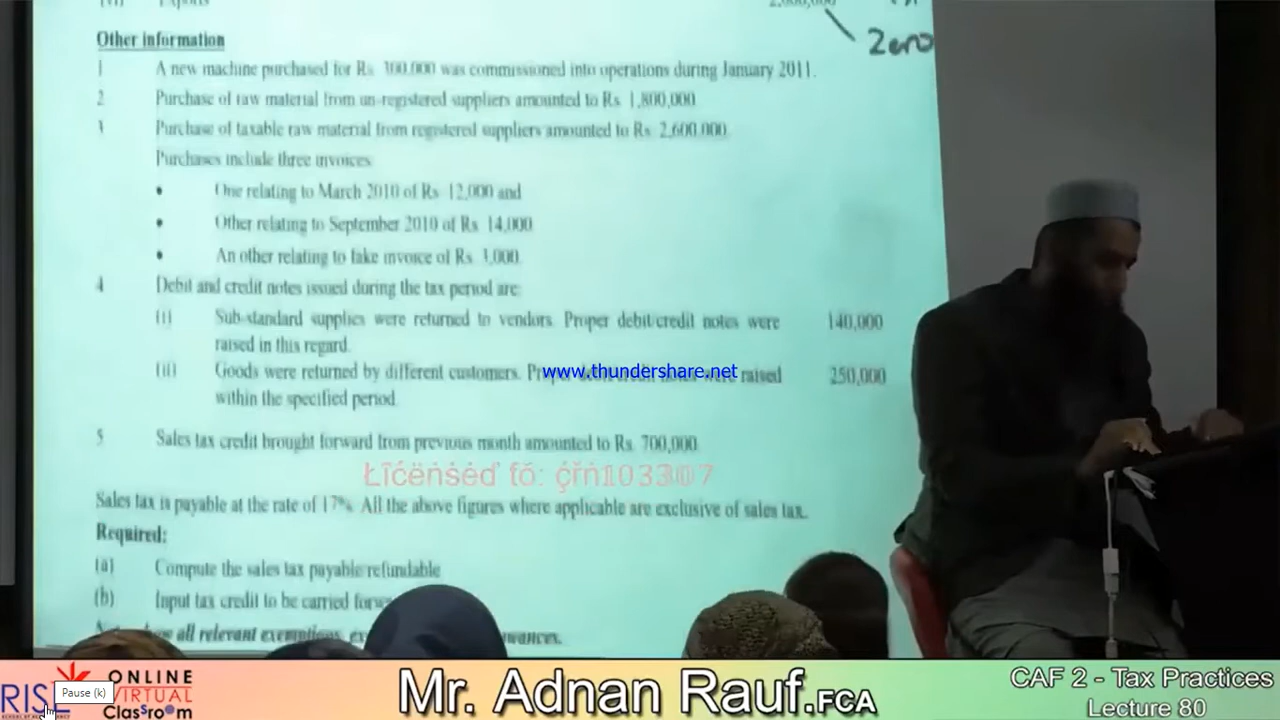 (vi) Exports 2,000,000
Zero
Other information
1 A new machine purchased for Rs. 300,000 was commissioned into operations during January 2011.
2 Purchase of raw material from un-registered suppliers amounted to Rs. 1,800,000.
3 Purchase of taxable raw material from registered suppliers amounted to Rs. 2,600,000.
Purchases include three invoices
• One relating to March 2010 of Rs. 12,000 and
• Other relating to September 2010 of Rs. 14,000
• An other relating to fake invoice of Rs. 3,000.
4 Debit and credit notes issued during the tax period are:
(i) Sub-standard supplies were returned to vendors. Proper debit/credit notes were 140,000
raised in this regard.
(ii) Goods were returned by different customers. raised 250,000
www.thundershare.net
within the specified period.
5 Sales tax credit brought forward from previous month amounted to Rs. 700,000.
Łīćëńšėď fó: çřń1033
Sales tax is payable at the rate of 17%. All the above figures where applicable are exclusive of sales tax.
Required:
(a) Compute the sales tax payable/refundable
(b) Input tax credit to be carried
all relevant exemptions,
RISE ONLINE
VIRTUAL
Classroom
Pause (k)
Mr. Adnan Rauf.FCA
CAF 2 - Tax Practices
Lecture 80